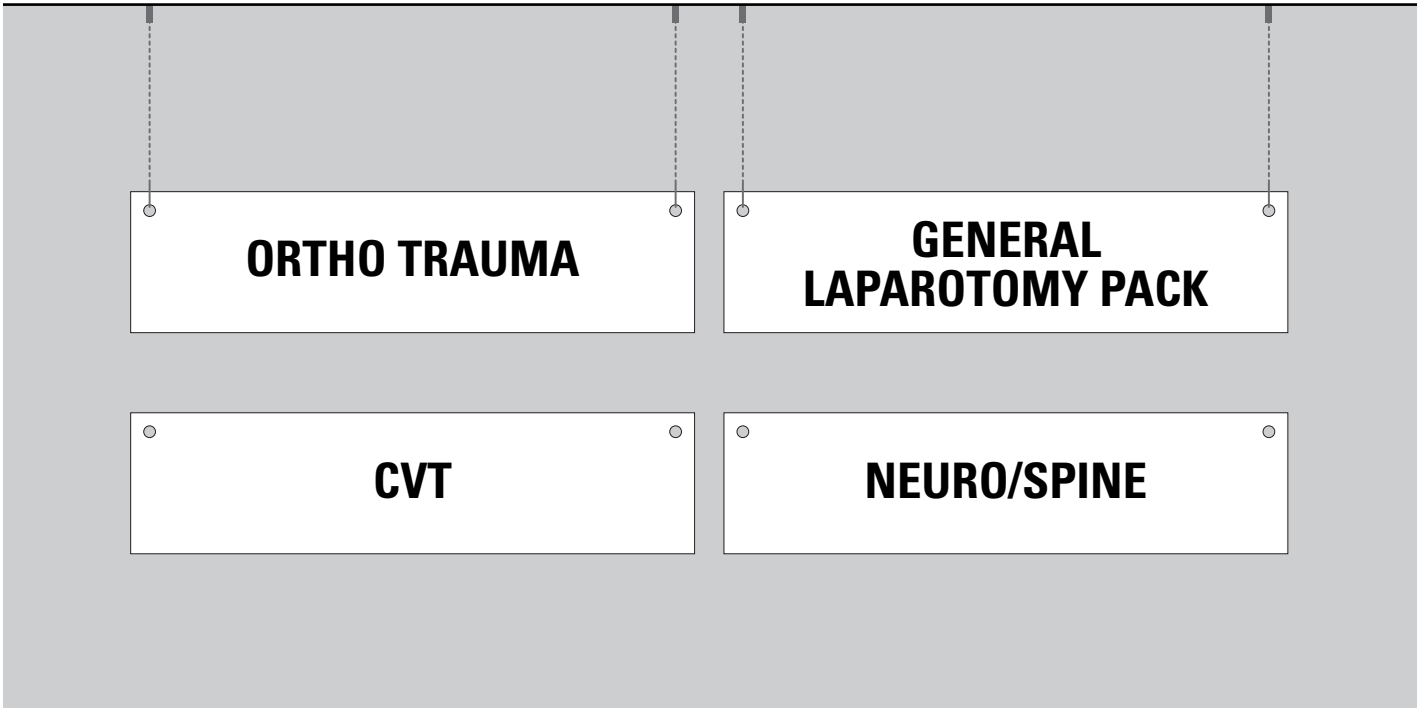 ORTHO TRAUMA
GENERAL
LAPAROTOMY PACK
CVT
NEURO/SPINE